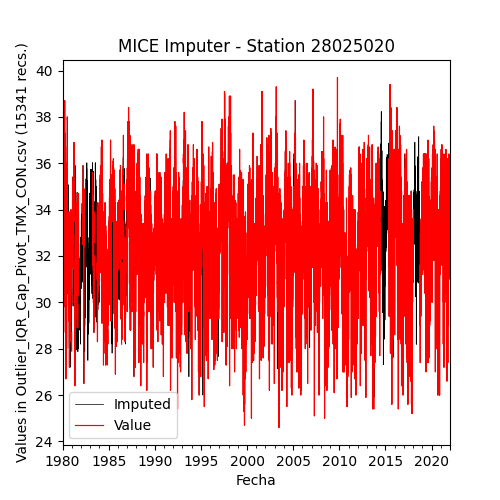 MICE Imputer - Station 28025020
Values in Outlier_IQR_Cap_Pivot_TMX_CON.csv (15341 recs.)
40
38
36
34
32
30
28
26
24
Imputed
Value
1980 1985 1990 1995 2000 2005 2010 2015 2020
Fecha